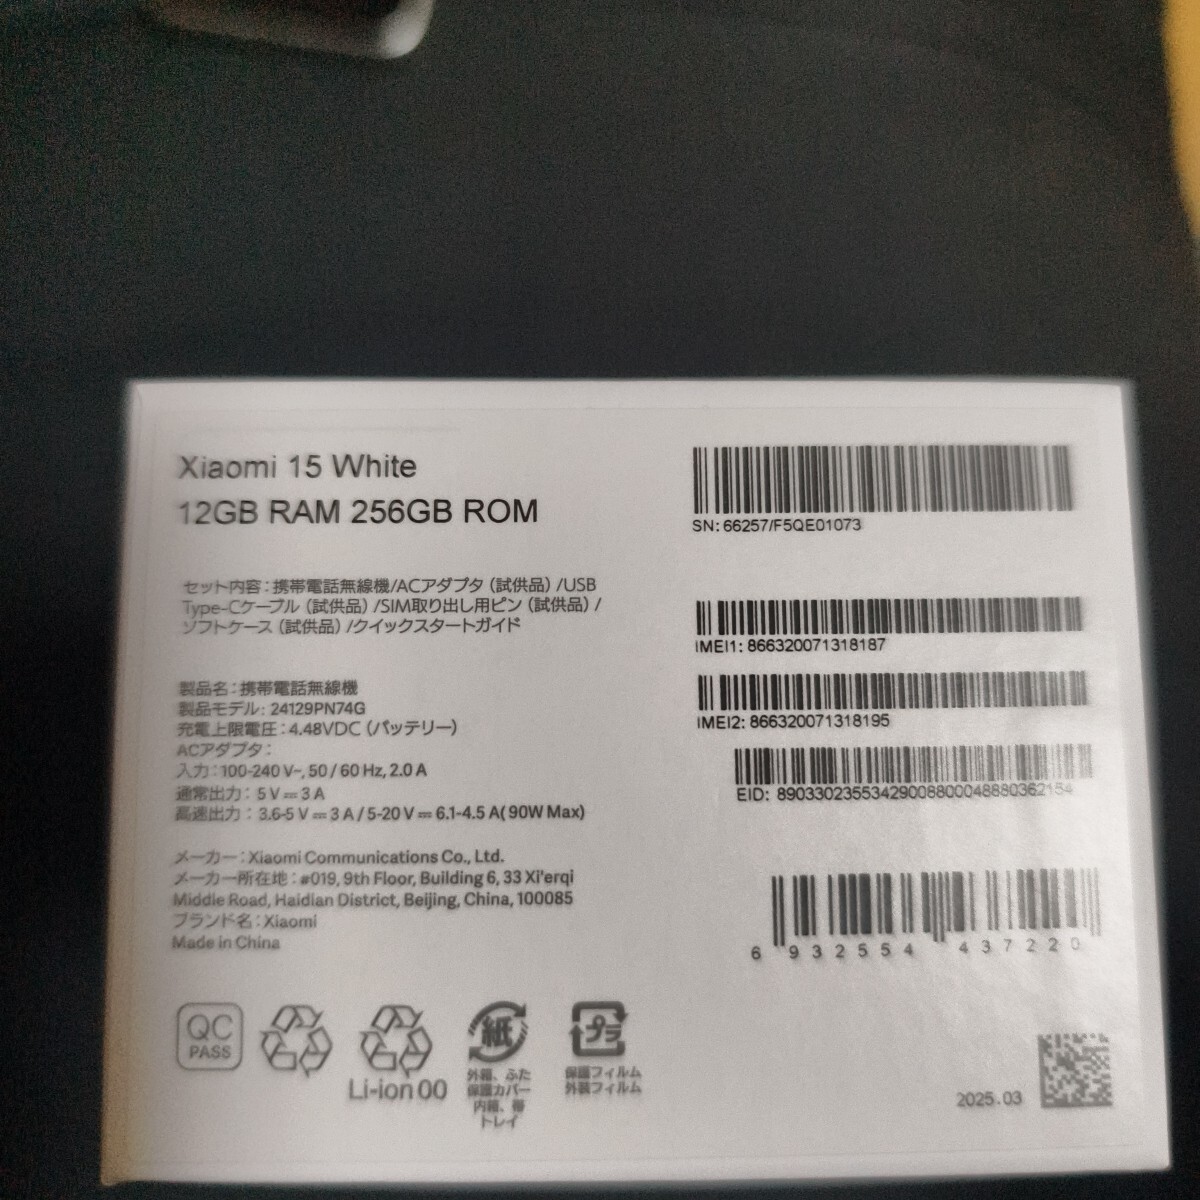 Xiaomi 15 White
12GB RAM 256GB ROM
セット内容：携帯電話無線機/ACアダプタ（試供品）/USB
Type-Cケーブル（試供品）/SIM取り出し用ピン（試供品）/
ソフトケース（試供品）/クイックスタートガイド
製品名：携帯電話無線機
製品モデル：24129PN74G
充電上限電圧：4.48VDC（バッテリー）
ACアダプタ：
入力：100-240 V~, 50 / 60 Hz, 2.0 A
通常出力： 5 V⎓3 A
高速出力： 3.6-5 V⎓3 A / 5-20 V⎓6.1-4.5 A( 90W Max)
メーカー：Xiaomi Communications Co., Ltd.
メーカー所在地：#019, 9th Floor, Building 6, 33 Xi'erqi
Middle Road, Haidian District, Beijing, China, 100085
ブランド名：Xiaomi
Made in China
SN: 66257/F5QE01073
IMEI1: 866320071318187
IMEI2: 866320071318195
EID: 89033023553429008800048880362154
6 932554 437220
QC
PASS
Li-ion 00
紙
外箱、ふた
保護カバー
内箱、帯
トレイ
プラ
保護フィルム
外装フィルム
2025.03